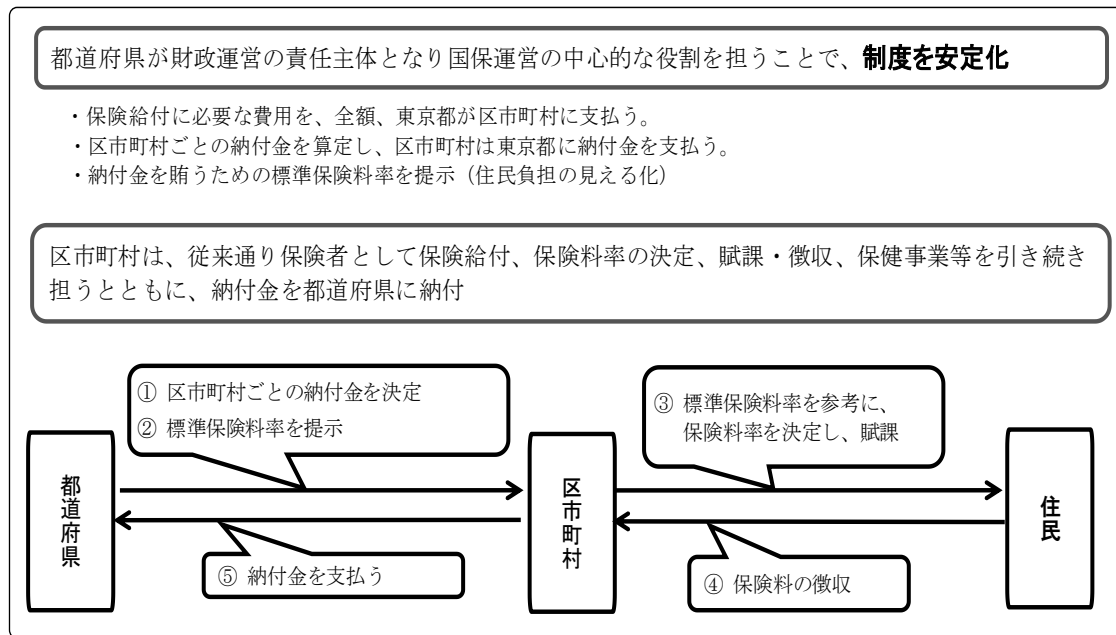 都道府県が財政運営の責任主体となり国保運営の中心的な役割を担うことで、制度を安定化
・保険給付に必要な費用を、全額、東京都が区市町村に支払う。
・区市町村ごとの納付金を算定し、区市町村は東京都に納付金を支払う。
・納付金を賄うための標準保険料率を提示（住民負担の見える化）
区市町村は、従来通り保険者として保険給付、保険料率の決定、賦課・徴収、保健事業等を引き続き
担うとともに、納付金を都道府県に納付
① 区市町村ごとの納付金を決定
② 標準保険料率を提示
③ 標準保険料率を参考に、
保険料率を決定し、賦課
都道府県
区市町村
住民
⑤ 納付金を支払う
④ 保険料の徴収